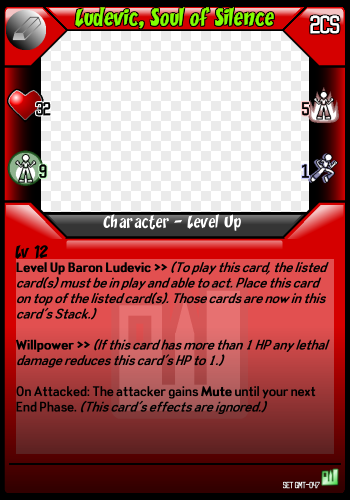 Ludevic, Soul of Silence
2CS
22
5
9
1
Character - Level Up
Lv 12
Level Up Baron Ludevic >> (To play this card, the listed
card(s) must be in play and able to act. Place this card
on top of the listed card(s). Those cards are now in this
card's Stack.)
Willpower >> (If this card has more than 1 HP any lethal
damage reduces this card's HP to 1.)
On Attacked: The attacker gains Mute until your next
End Phase. (This card's effects are ignored.)
SET GMT-047